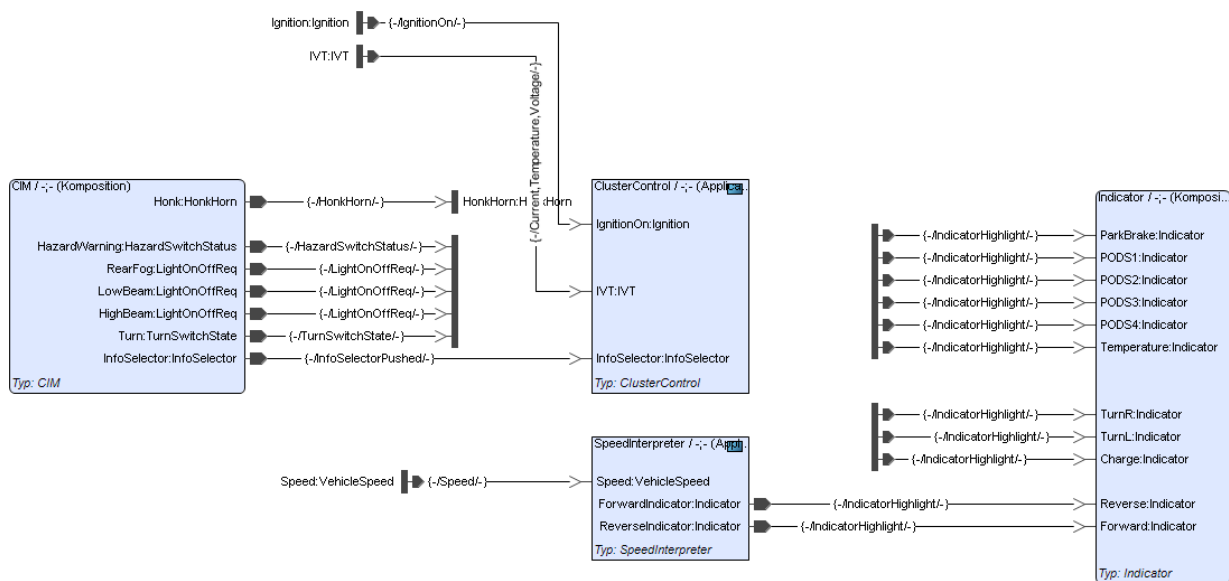 Ignition:Ignition {-/IgnitionOn/-}
IVT:IVT
{-/Current,Temperature,Voltage/-}
CIM / -;- (Komposition)
Honk:HonkHorn {-/HonkHorn/-}
HazardWarning:HazardSwitchStatus {-/HazardSwitchStatus/-}
RearFog:LightOnOffReq {-/LightOnOffReq/-}
LowBeam:LightOnOffReq {-/LightOnOffReq/-}
HighBeam:LightOnOffReq {-/LightOnOffReq/-}
Turn:TurnSwitchState {-/TurnSwitchState/-}
InfoSelector:InfoSelector {-/InfoSelectorPushed/-}
Typ: CIM
HonkHorn:H kHorn
ClusterControl / -;- (Applica...
IgnitionOn:Ignition
IVT:IVT
InfoSelector:InfoSelector
Typ: ClusterControl
Speed:VehicleSpeed {-/Speed/-}
SpeedInterpreter / -;- (Appl...
Speed:VehicleSpeed
ForwardIndicator:Indicator {-/IndicatorHighlight/-}
ReverseIndicator:Indicator {-/IndicatorHighlight/-}
Typ: SpeedInterpreter
Indicator / -;- (Komposi...
{-/IndicatorHighlight/-} ParkBrake:Indicator
{-/IndicatorHighlight/-} PODS1:Indicator
{-/IndicatorHighlight/-} PODS2:Indicator
{-/IndicatorHighlight/-} PODS3:Indicator
{-/IndicatorHighlight/-} PODS4:Indicator
{-/IndicatorHighlight/-} Temperature:Indicator
{-/IndicatorHighlight/-} TurnR:Indicator
{-/IndicatorHighlight/-} TurnL:Indicator
{-/IndicatorHighlight/-} Charge:Indicator
Reverse:Indicator
Forward:Indicator
Typ: Indicator